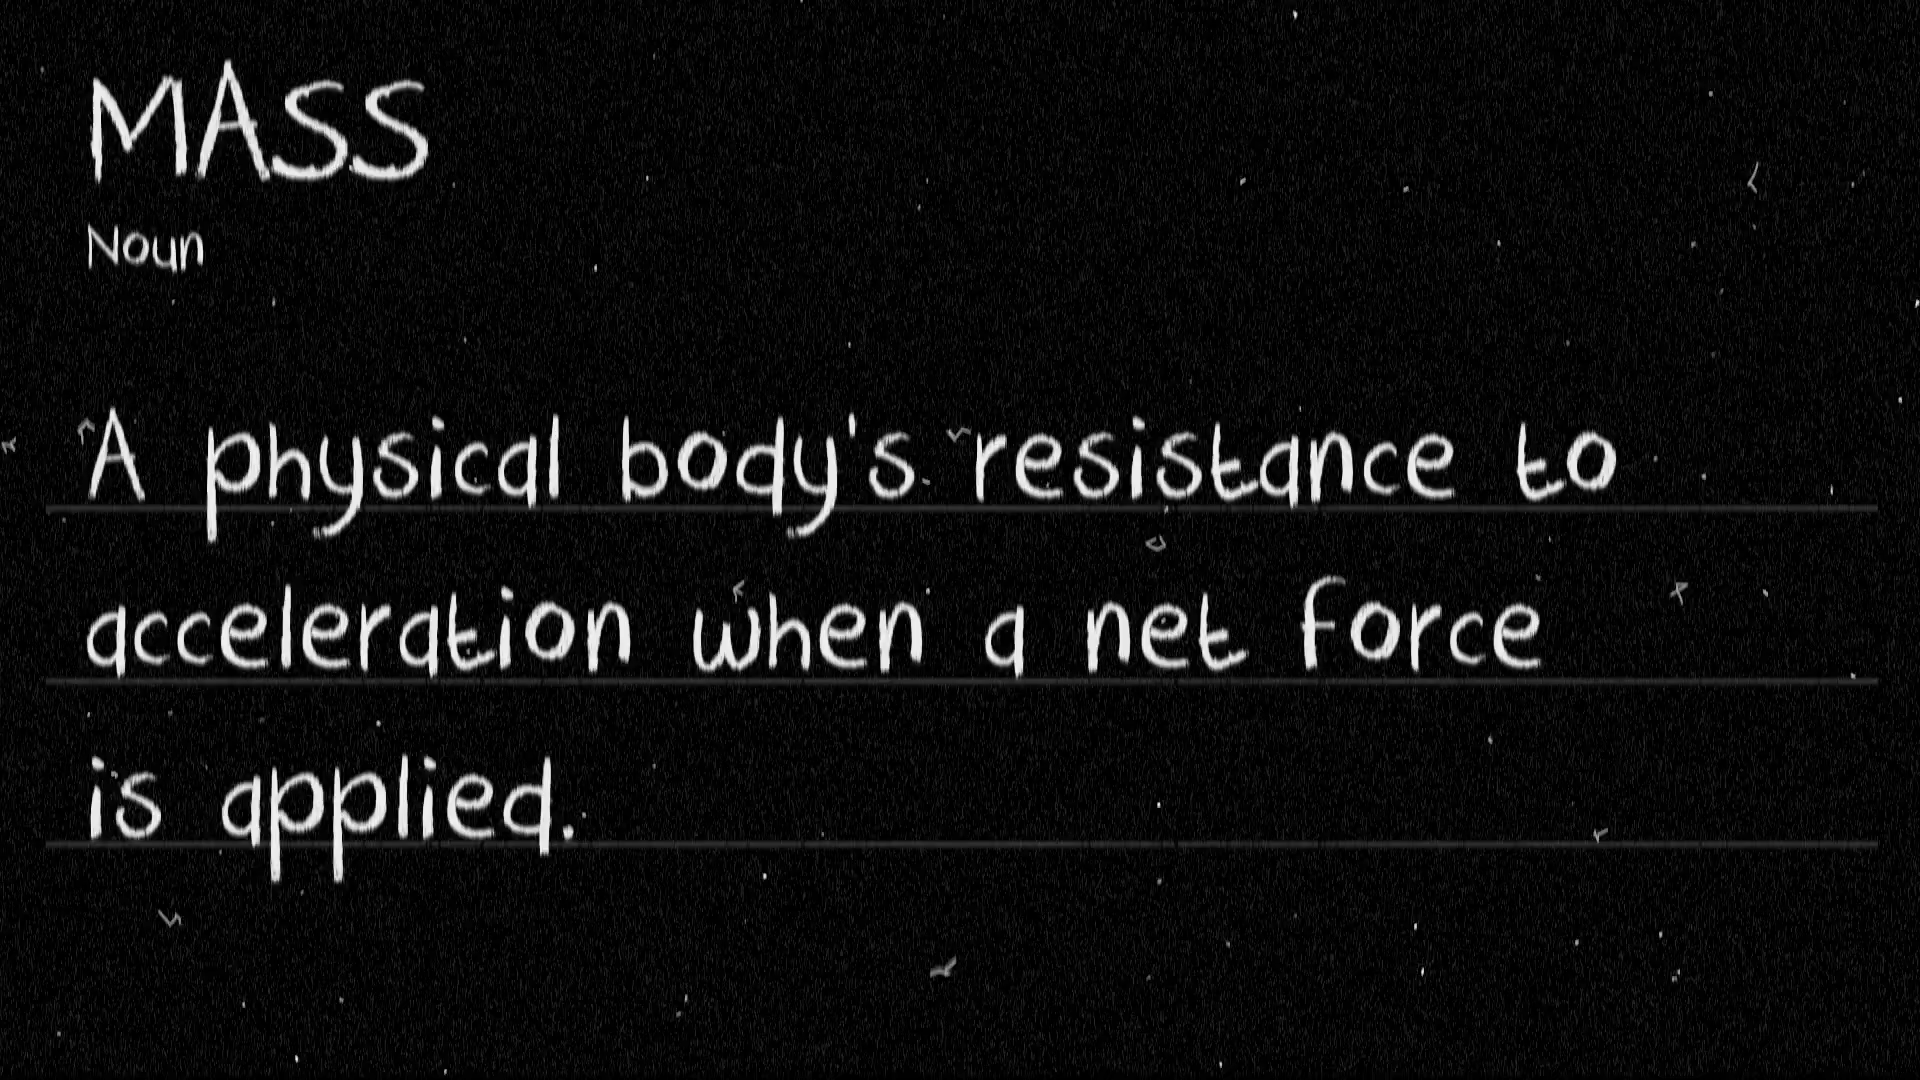 MASS
Noun
A physical body's resistance to
acceleration when a net force
is applied.